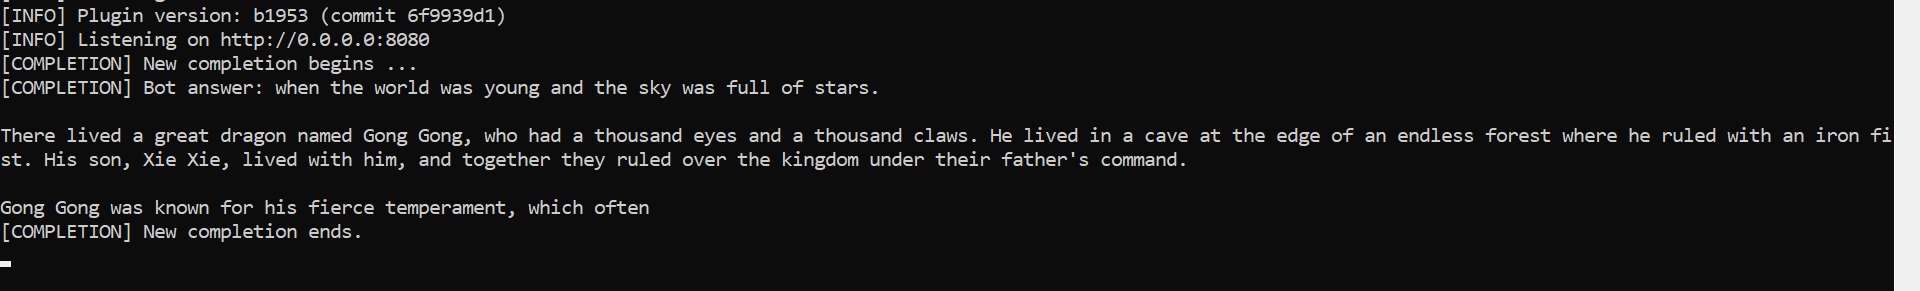 [INFO] Plugin version: b1953 (commit 6f9939d1)
[INFO] Listening on http://0.0.0.0:8080
[COMPLETION] New completion begins ...
[COMPLETION] Bot answer: when the world was young and the sky was full of stars.
There lived a great dragon named Gong Gong, who had a thousand eyes and a thousand claws. He lived in a cave at the edge of an endless forest where he ruled with an iron fi
st. His son, Xie Xie, lived with him, and together they ruled over the kingdom under their father's command.
Gong Gong was known for his fierce temperament, which often
[COMPLETION] New completion ends.